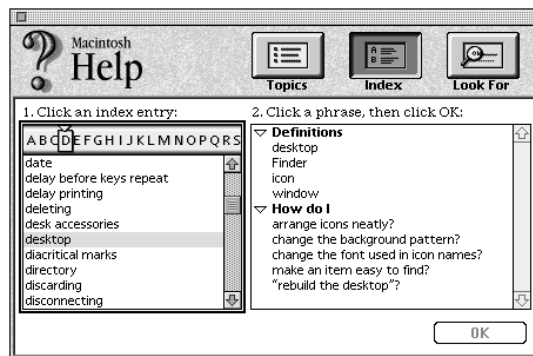 Macintosh
Help
Topics
Index
Look For
1. Click an index entry:
A B C D E F G H I J K L M N O P Q R S
date
delay before keys repeat
delay printing
deleting
desk accessories
desktop
diacritical marks
directory
discarding
disconnecting
2. Click a phrase, then click OK:
Definitions
desktop
Finder
icon
window
How do I
arrange icons neatly?
change the background pattern?
change the font used in icon names?
make an item easy to find?
“rebuild the desktop”?
OK